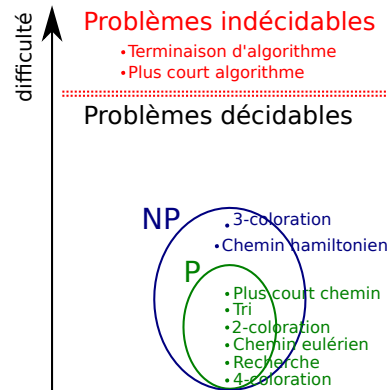 difficulté
Problèmes indécidables
•Terminaison d'algorithme
•Plus court algorithme
Problèmes décidables
NP
•3-coloration
•Chemin hamiltonien
P
•Plus court chemin
•Tri
•2-coloration
•Chemin eulérien
•Recherche
•4-coloration